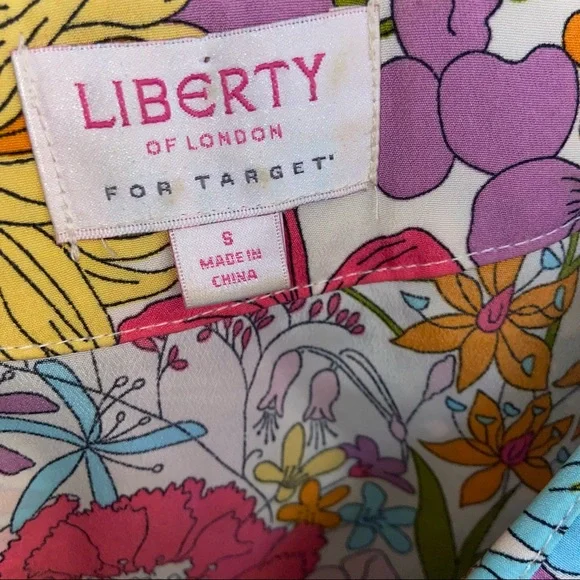 LIBERTY
OF LONDON
FOR TARGET
S
MADE IN
CHINA